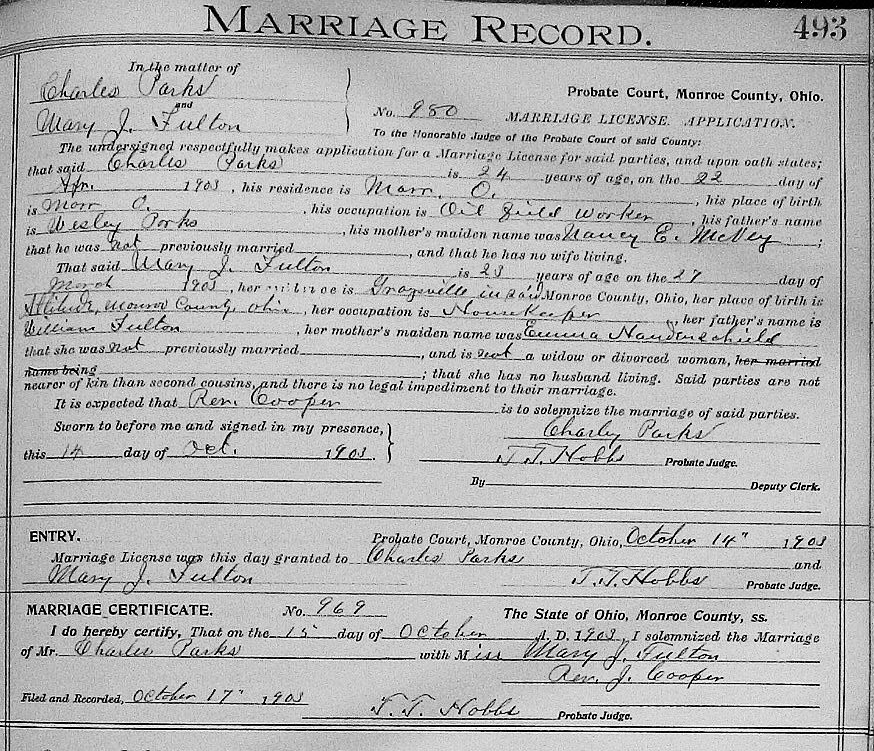 MARRIAGE RECORD. 493
In the matter of
Charles Parks
and
Mary J. Fulton
Probate Court, Monroe County, Ohio.
No. 980 MARRIAGE LICENSE. APPLICATION.
To the Honorable Judge of the Probate Court of said County:
The undersigned respectfully makes application for a Marriage License for said parties, and upon oath states;
that said Charles Parks is 24 years of age, on the 22 day of
Apr. 1903, his residence is Monr. O., his place of birth
is Monr O., his occupation is Oil field worker, his father's name
is Wesley Parks, his mother's maiden name was Nancy E. McVey;
that he was not previously married, and that he has no wife living.
That said Mary J. Fulton is 23 years of age on the 27 day of
March 1903, her residence is Graysville in said Monroe County, Ohio, her place of birth is
Altitude, Monroe County, Ohio, her occupation is Housekeeper, her father's name is
William Fulton, her mother's maiden name was Emma Handenschield
that she was not previously married, and is not a widow or divorced woman, her married
name being; that she has no husband living. Said parties are not
nearer of kin than second cousins, and there is no legal impediment to their marriage.
It is expected that Rev. Cooper is to solemnize the marriage of said parties.
Sworn to before me and signed in my presence,
Charley Parks
this 14 day of Oct. 1903.
T. T. Hobbs Probate Judge.
By Deputy Clerk.
ENTRY. Probate Court, Monroe County, Ohio, October 14" 1903
Marriage License was this day granted to Charles Parks and
Mary J. Fulton T. T. Hobbs Probate Judge.
MARRIAGE CERTIFICATE. No. 969 The State of Ohio, Monroe County, ss.
I do hereby certify, That on the 15 day of October A. D. 1903, I solemnized the Marriage
of Mr. Charles Parks with Miss Mary J. Fulton
Rev. J. Cooper
Filed and Recorded, October 17" 1903
T. T. Hobbs Probate Judge.